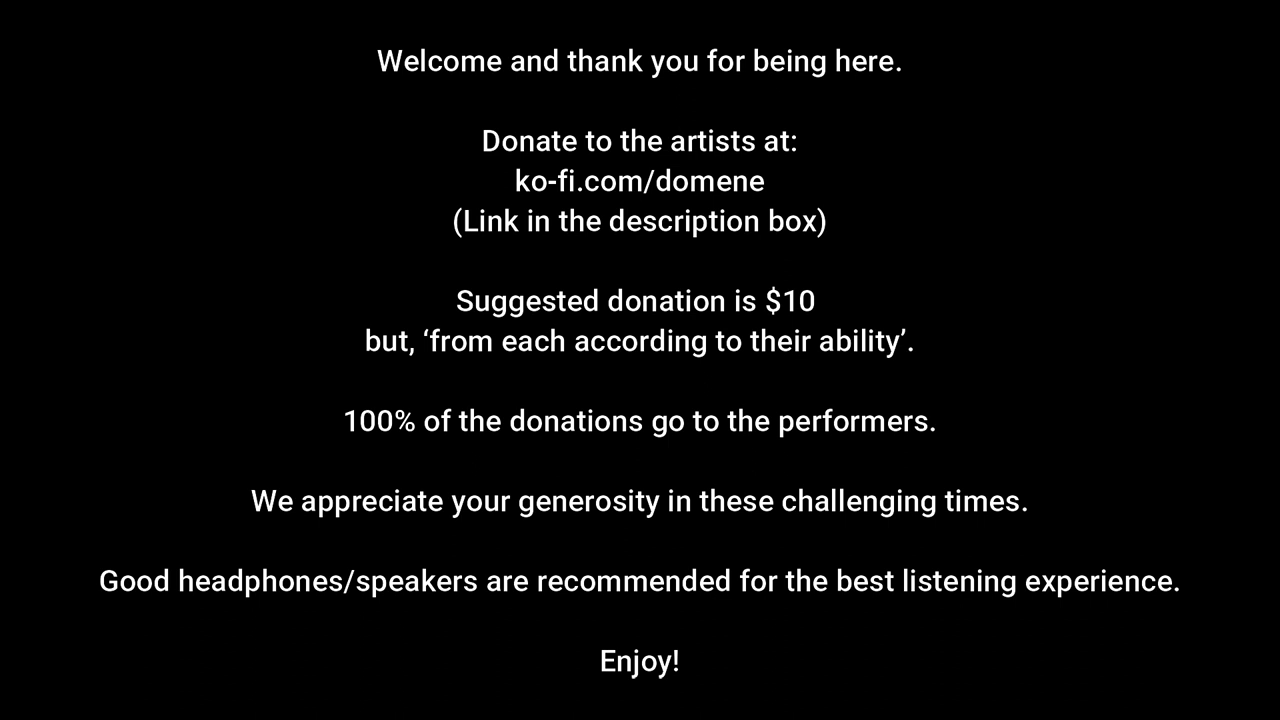 Welcome and thank you for being here.
Donate to the artists at:
ko-fi.com/domene
(Link in the description box)
Suggested donation is $10
but, ‘from each according to their ability’.
100% of the donations go to the performers.
We appreciate your generosity in these challenging times.
Good headphones/speakers are recommended for the best listening experience.
Enjoy!